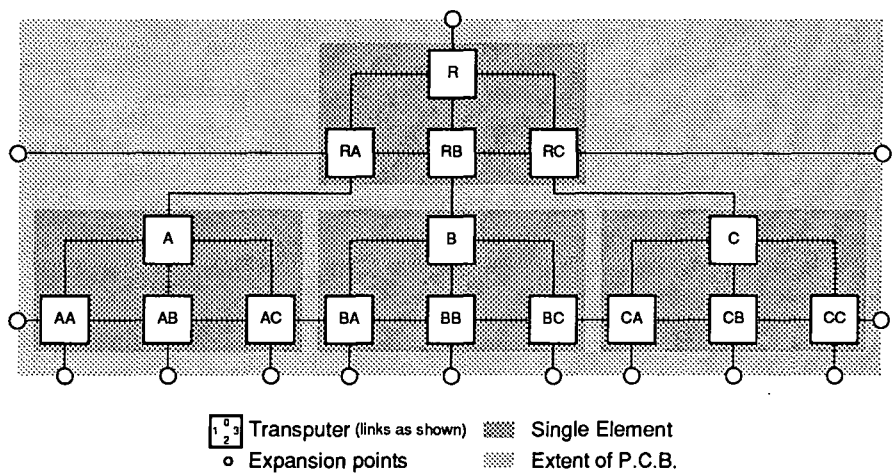 R
RA RB RC
A B C
AA AB AC BA BB BC CA CB CC
0
1 3
2
Transputer (links as shown) Single Element
Expansion points Extent of P.C.B.